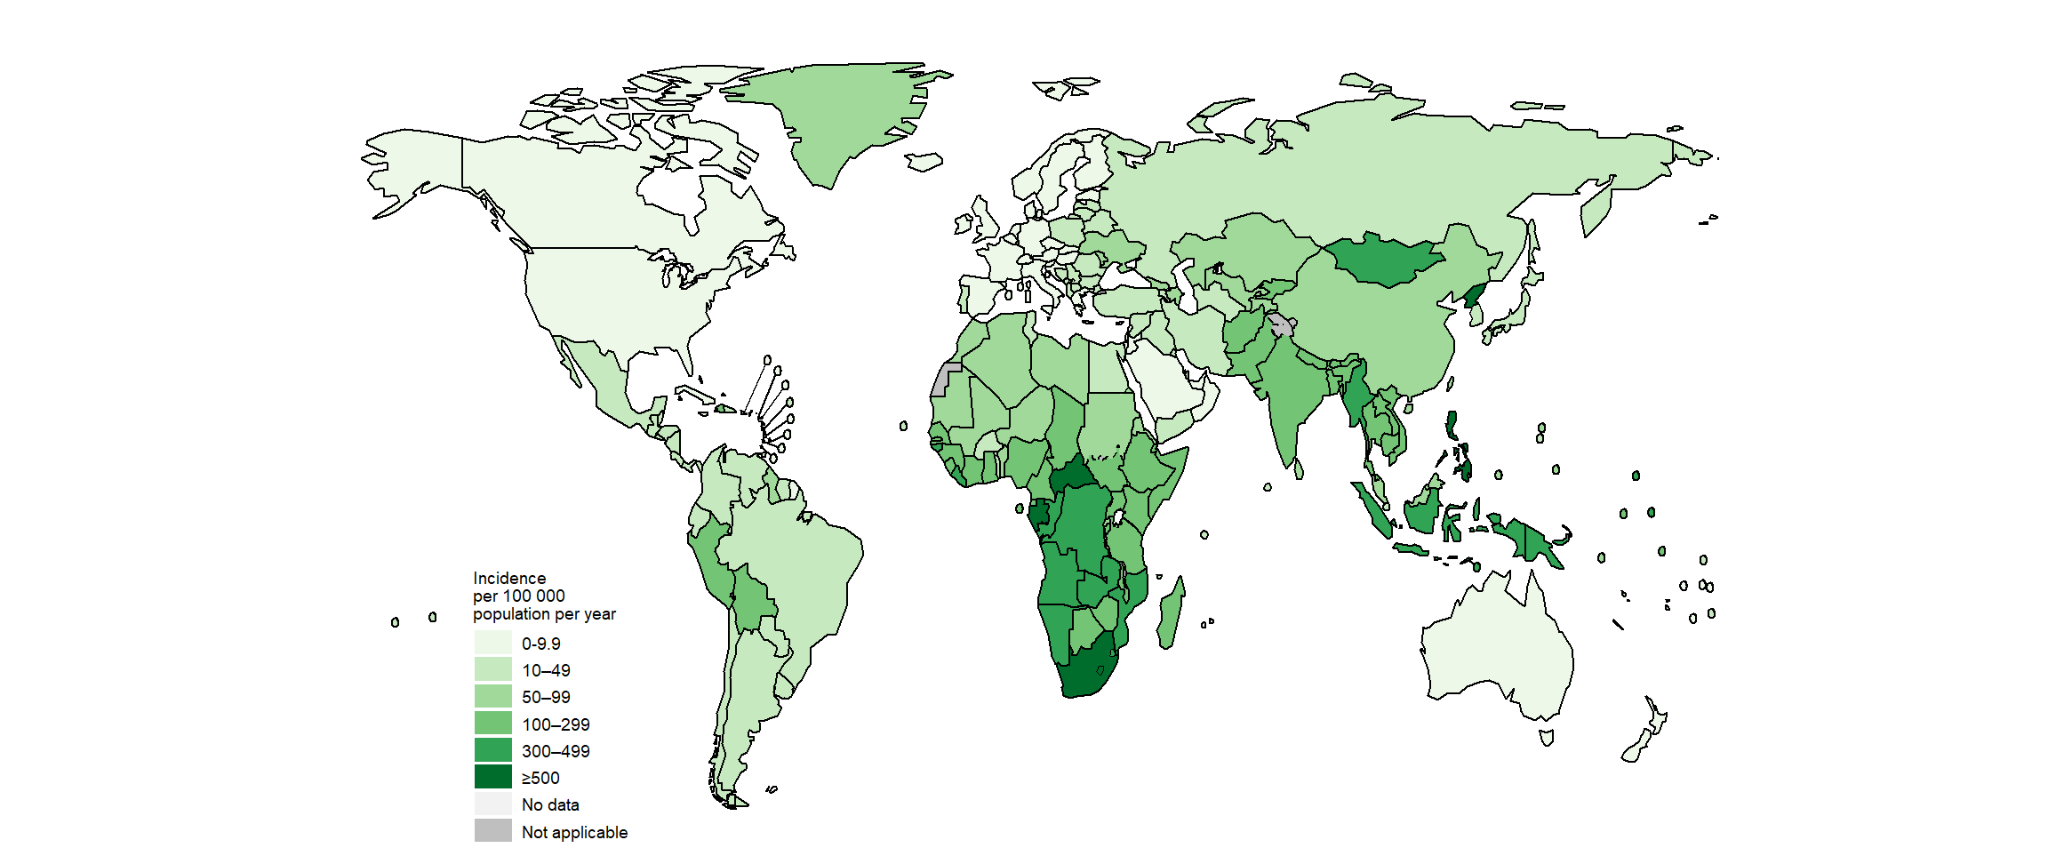 Incidence
per 100 000
population per year
0-9.9
10–49
50–99
100–299
300–499
≥500
No data
Not applicable